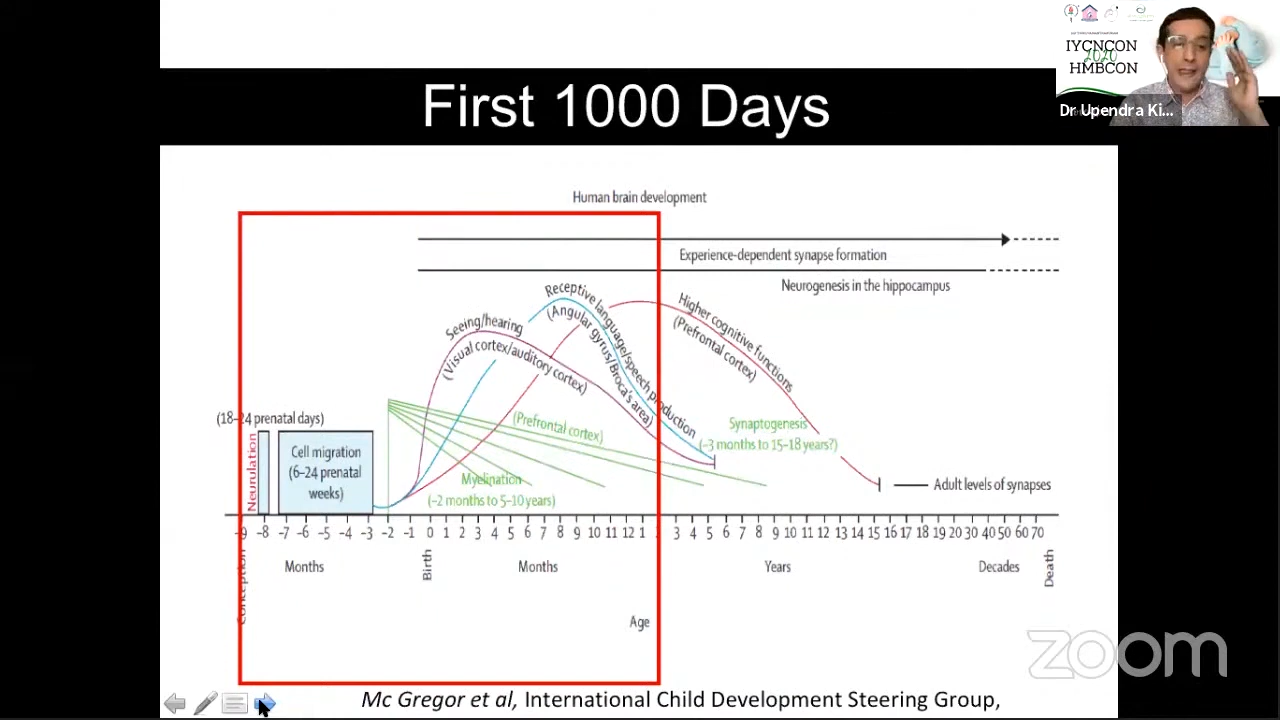 IYCNCON
2020
HMBCON
Dr Upendra Ki...
First 1000 Days
Human brain development
Experience-dependent synapse formation
Neurogenesis in the hippocampus
Receptive language/speech production
(Angular gyrus/Broca's area)
Seeing/hearing
(Visual cortex/auditory cortex)
Higher cognitive functions
(Prefrontal cortex)
(18-24 prenatal days)
Neurulation
Cell migration
(6-24 prenatal
weeks)
(Prefrontal cortex)
Myelination
(-2 months to 5-10 years)
Synaptogenesis
(-3 months to 15-18 years?)
Adult levels of synapses
-9 -8 -7 -6 -5 -4 -3 -2 -1 0 1 2 3 4 5 6 7 8 9 10 11 12 1 3 4 5 6 7 8 9 10 11 12 13 14 15 16 17 18 19 20 30 40 50 60 70
Conception
Months
Birth
Months
Years
Decades
Death
Age
zoom
Mc Gregor et al, International Child Development Steering Group,